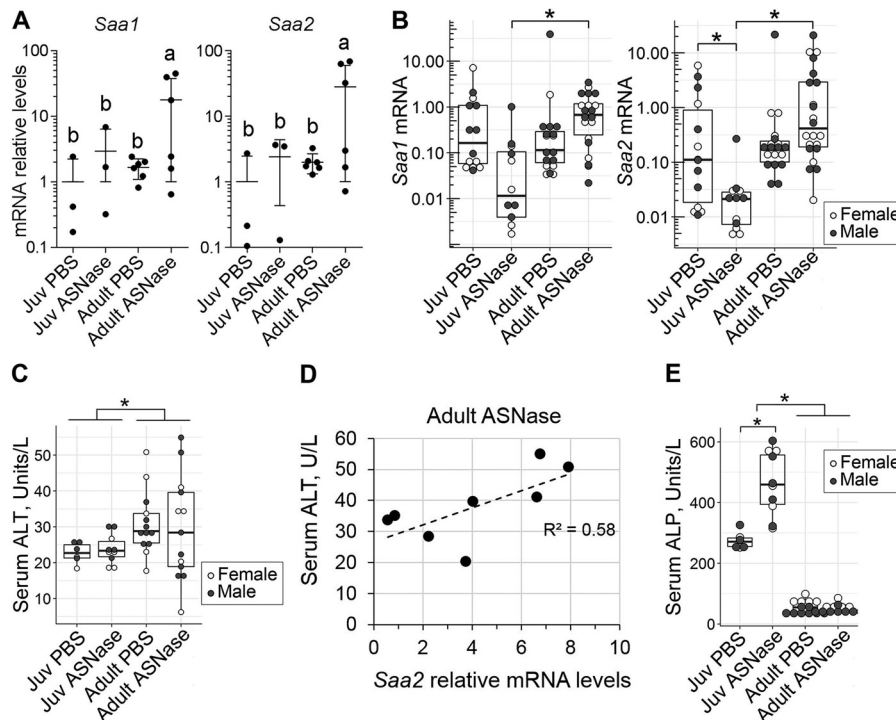 A
Saa1
Saa2
mRNA relative levels
100
10
1
0.1
b
b
b
a
100
10
1
0.1
b
b
b
a
Juv PBS
Juv ASNase
Adult PBS
Adult ASNase
Juv PBS
Juv ASNase
Adult PBS
Adult ASNase
B
*
Saa1 mRNA
10.00
1.00
0.10
0.01
Juv PBS
Juv ASNase
Adult PBS
Adult ASNase
*
*
Saa2 mRNA
10.00
1.00
0.10
0.01
Juv PBS
Juv ASNase
Adult PBS
Adult ASNase
Female
Male
C
*
Serum ALT, Units/L
50
40
30
20
10
Juv PBS
Juv ASNase
Adult PBS
Adult ASNase
Female
Male
D
Adult ASNase
Serum ALT, U/L
60
50
40
30
20
10
0
R² = 0.58
0 2 4 6 8 10
Saa2 relative mRNA levels
E
*
*
Serum ALP, Units/L
600
400
200
0
Juv PBS
Juv ASNase
Adult PBS
Adult ASNase
Female
Male